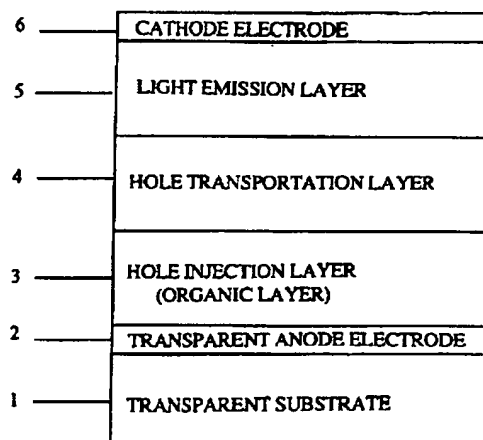 6 CATHODE ELECTRODE
5 LIGHT EMISSION LAYER
4 HOLE TRANSPORTATION LAYER
3 HOLE INJECTION LAYER
(ORGANIC LAYER)
2 TRANSPARENT ANODE ELECTRODE
1 TRANSPARENT SUBSTRATE